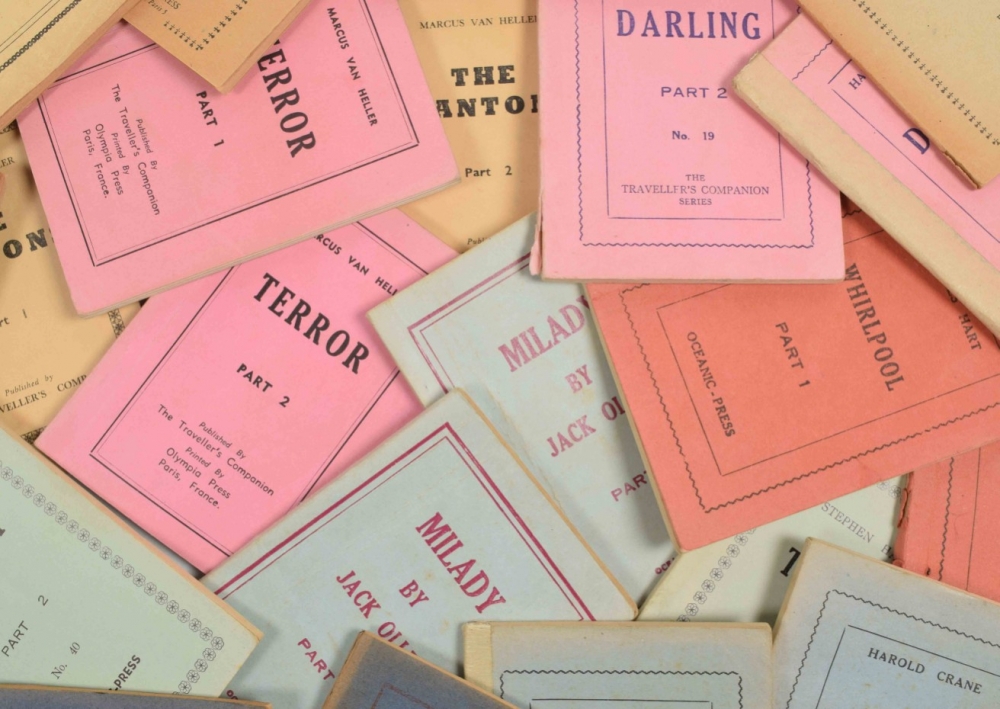 PRESS
MARCUS VAN HELLER
TERROR
PART 1
Published By
The Traveller's Companion
Printed By
Olympia Press
Paris, France.
MARCUS VAN HELLER
THE
Part 2
DARLING
PART 2
No. 19
THE
TRAVELLER'S COMPANION
SERIES
TERROR
PART 2
Published By
The Traveller's Companion
Printed By
Olympia Press
Paris, France.
MILADY
BY
JACK
WHIRLPOOL
PART 1
OCEANIC-PRESS
HART
Published by
MILADY
BY
JACK
PART
STEPHEN
PART 2
No. 40
HAROLD CRANE